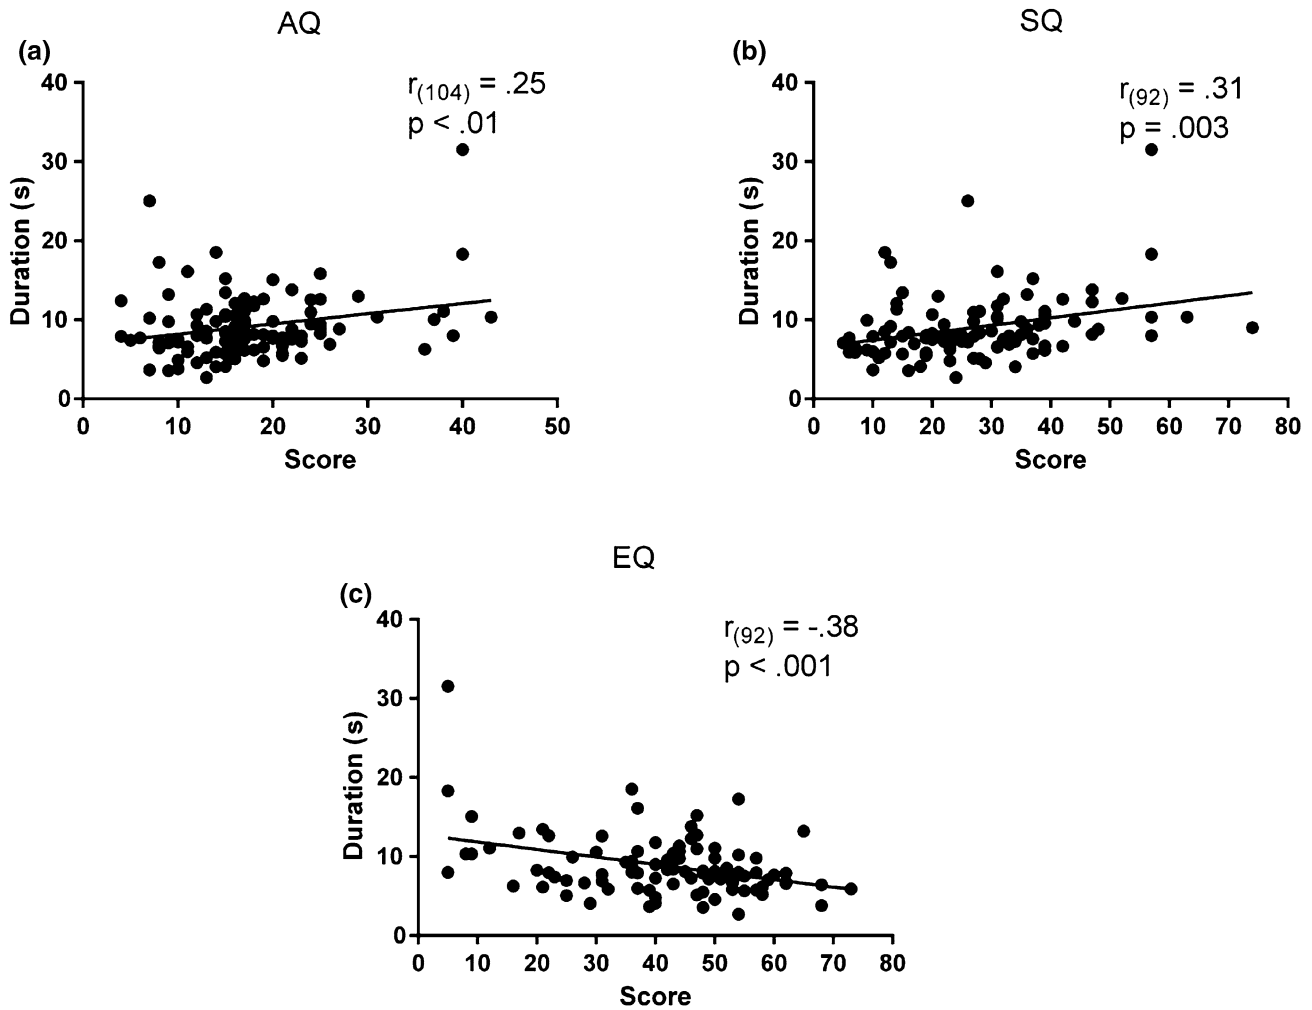 AQ
(a)
r(104) = .25
p < .01
40
30
20
10
0
Duration (s)
0 10 20 30 40 50
Score
SQ
(b)
r(92) = .31
p = .003
40
30
20
10
0
Duration (s)
0 10 20 30 40 50 60 70 80
Score
EQ
(c)
r(92) = -.38
p < .001
40
30
20
10
0
Duration (s)
0 10 20 30 40 50 60 70 80
Score